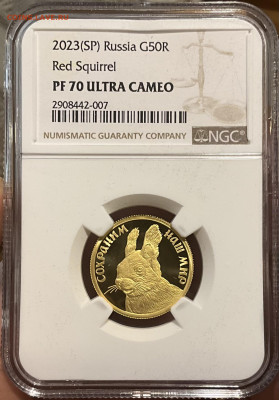 2023(SP) Russia G50R
Red Squirrel
PF 70 ULTRA CAMEO
2908442-007
NUMISMATIC GUARANTY COMPANY
NGC
СОХРАНИМ НАШ МИР